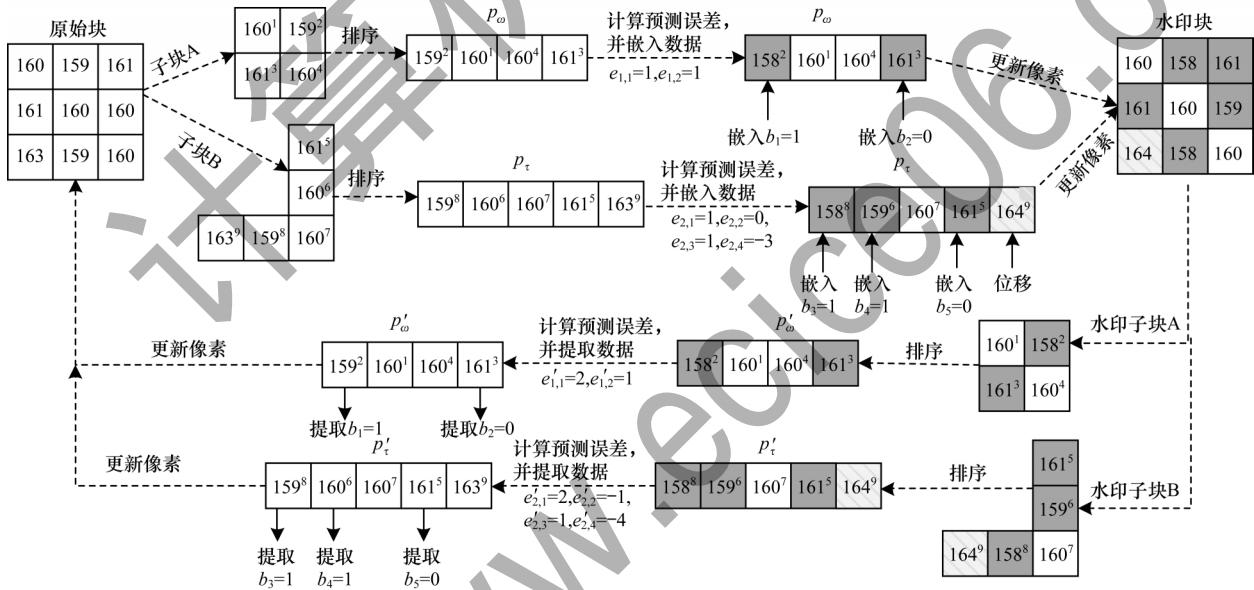 原始块
160 159 161
161 160 160
163 159 160
子块A
160¹ 159²
161³ 160⁴
排序
pω
159² 160¹ 160⁴ 161³
计算预测误差，
并嵌入数据
e1,1=1,e1,2=1
pω
158² 160¹ 160⁴ 161³
嵌入b1=1
嵌入b2=0
更新像素
水印块
160 158 161
161 160 159
164 158 160
子块B
161⁵
160⁶
163⁹ 159⁸ 160⁷
排序
pτ
159⁸ 160⁶ 160⁷ 161⁵ 163⁹
计算预测误差，
并嵌入数据
e2,1=1,e2,2=0,
e2,3=1,e2,4=−3
pτ
158⁸ 159⁶ 160⁷ 161⁵ 164⁹
嵌入
b3=1
嵌入
b4=1
嵌入
b5=0
位移
更新像素
水印子块A
160¹ 158²
161³ 160⁴
排序
p′ω
158² 160¹ 160⁴ 161³
计算预测误差，
并提取数据
e′1,1=2,e′1,2=1
p′ω
159² 160¹ 160⁴ 161³
提取b1=1
提取b2=0
更新像素
水印子块B
161⁵
159⁶
164⁹ 158⁸ 160⁷
排序
p′τ
158⁸ 159⁶ 160⁷ 161⁵ 164⁹
计算预测误差，
并提取数据
e′2,1=2,e′2,2=−1,
e′2,3=1,e′2,4=−4
p′τ
159⁸ 160⁶ 160⁷ 161⁵ 163⁹
提取
b3=1
提取
b4=1
提取
b5=0
更新像素
计算
w.ecice06.